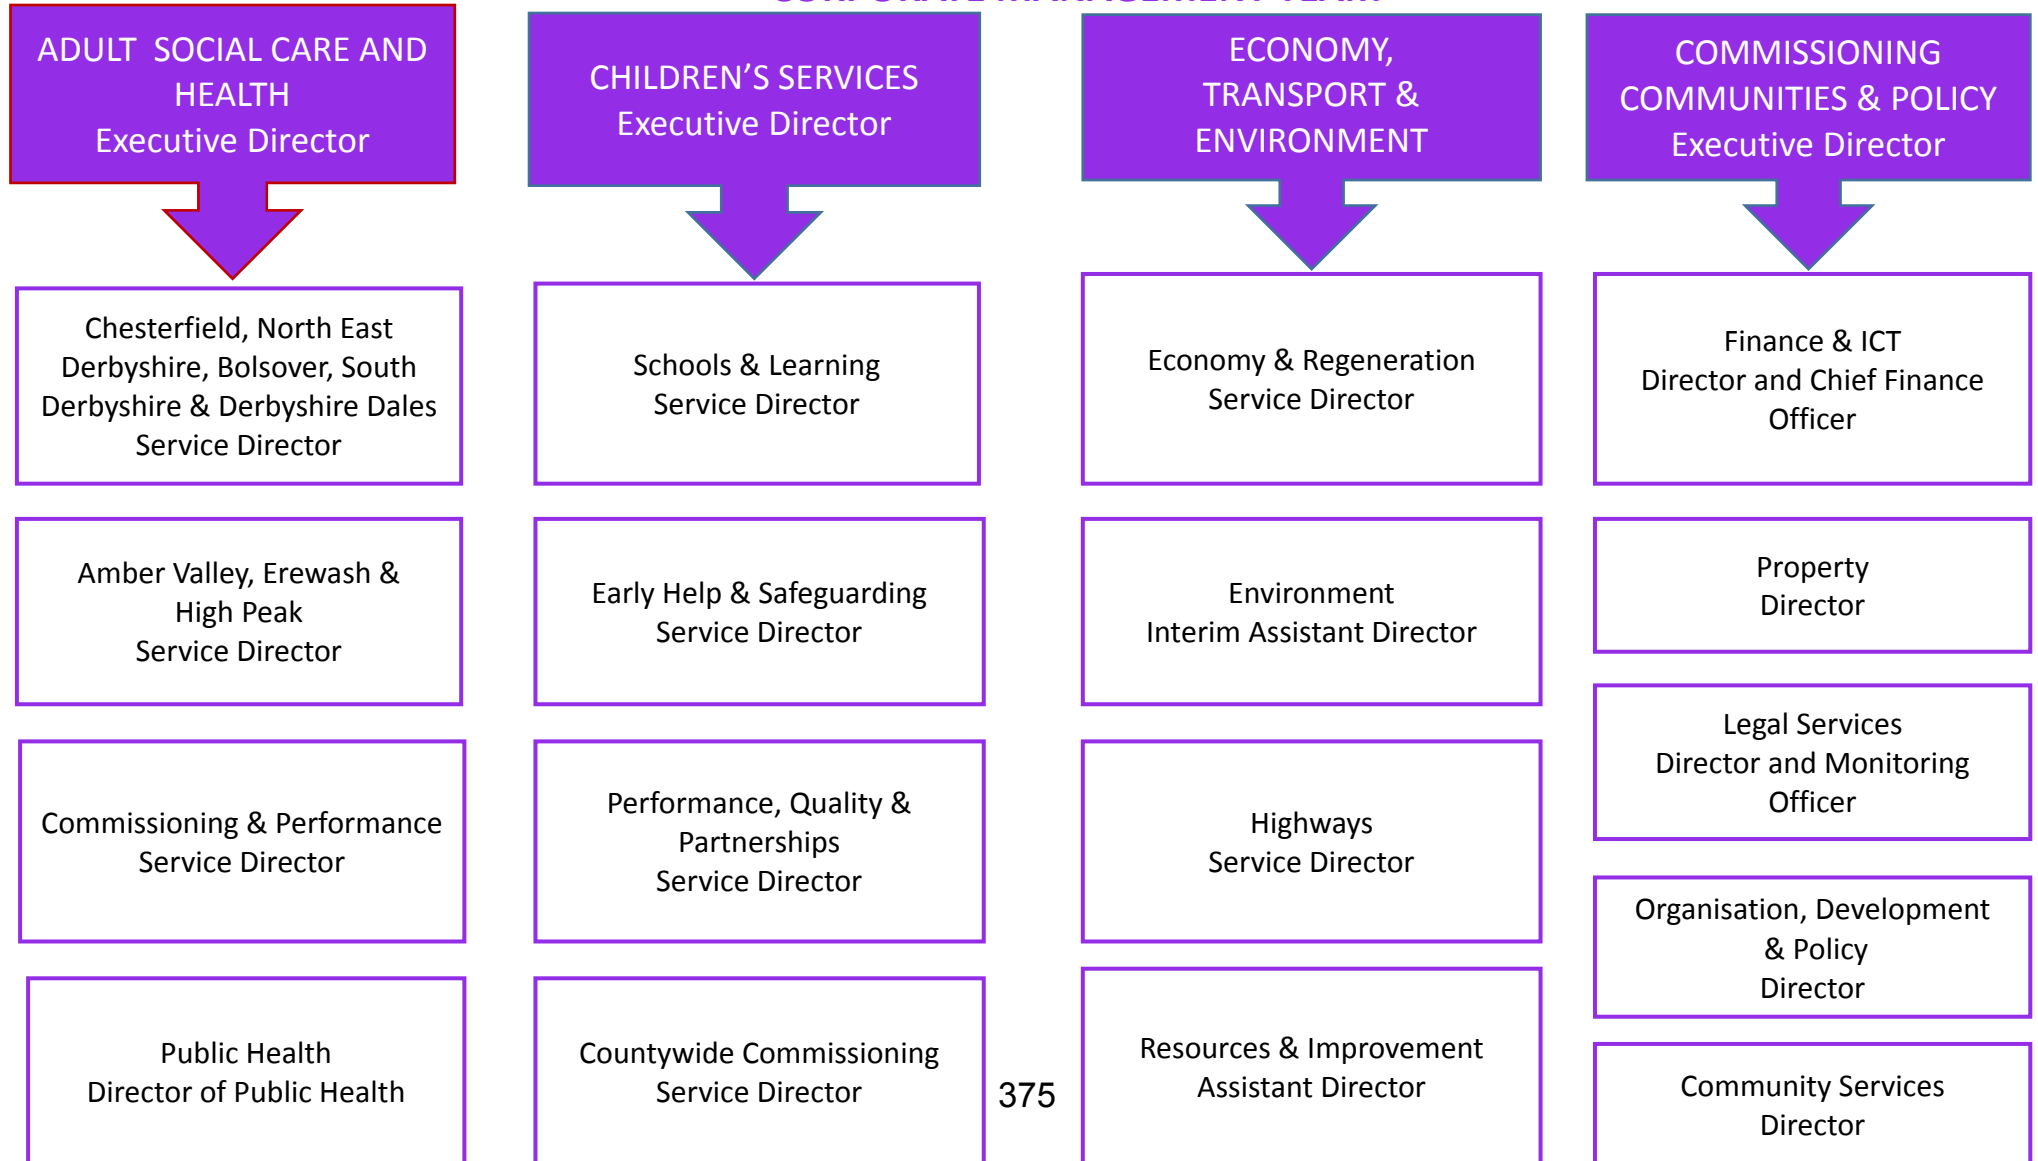 CORPORATE MANAGEMENT TEAM
ADULT  SOCIAL CARE AND
HEALTH
Executive Director
Chesterfield, North East
Derbyshire, Bolsover, South
Derbyshire & Derbyshire Dales
Service Director
Amber Valley, Erewash &
High Peak
Service Director
Commissioning & Performance
Service Director
Public Health
Director of Public Health
CHILDREN’S SERVICES
Executive Director
Schools & Learning
Service Director
Early Help & Safeguarding
Service Director
Performance, Quality &
Partnerships
Service Director
Countywide Commissioning
Service Director
ECONOMY,
TRANSPORT &
ENVIRONMENT
Economy & Regeneration
Service Director
Environment
Interim Assistant Director
Highways
Service Director
Resources & Improvement
Assistant Director
COMMISSIONING
COMMUNITIES & POLICY
Executive Director
Finance & ICT
Director and Chief Finance
Officer
Property
Director
Legal Services
Director and Monitoring
Officer
Organisation, Development
& Policy
Director
Community Services
Director
375